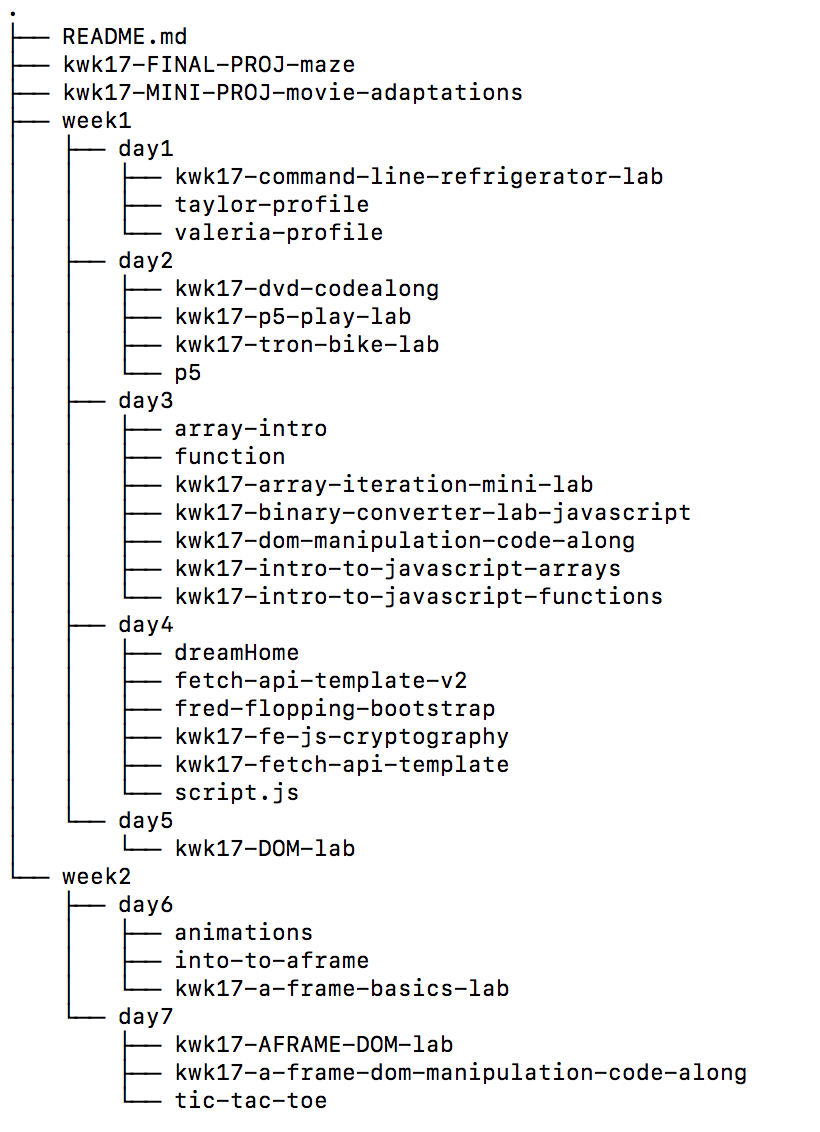 .
├── README.md
├── kwk17-FINAL-PROJ-maze
├── kwk17-MINI-PROJ-movie-adaptations
├── week1
│   ├── day1
│   │   ├── kwk17-command-line-refrigerator-lab
│   │   ├── taylor-profile
│   │   └── valeria-profile
│   ├── day2
│   │   ├── kwk17-dvd-codealong
│   │   ├── kwk17-p5-play-lab
│   │   ├── kwk17-tron-bike-lab
│   │   └── p5
│   ├── day3
│   │   ├── array-intro
│   │   ├── function
│   │   ├── kwk17-array-iteration-mini-lab
│   │   ├── kwk17-binary-converter-lab-javascript
│   │   ├── kwk17-dom-manipulation-code-along
│   │   ├── kwk17-intro-to-javascript-arrays
│   │   └── kwk17-intro-to-javascript-functions
│   ├── day4
│   │   ├── dreamHome
│   │   ├── fetch-api-template-v2
│   │   ├── fred-flopping-bootstrap
│   │   ├── kwk17-fe-js-cryptography
│   │   ├── kwk17-fetch-api-template
│   │   └── script.js
│   └── day5
│       └── kwk17-DOM-lab
└── week2
    ├── day6
    │   ├── animations
    │   ├── into-to-aframe
    │   └── kwk17-a-frame-basics-lab
    └── day7
        ├── kwk17-AFRAME-DOM-lab
        ├── kwk17-a-frame-dom-manipulation-code-along
        └── tic-tac-toe